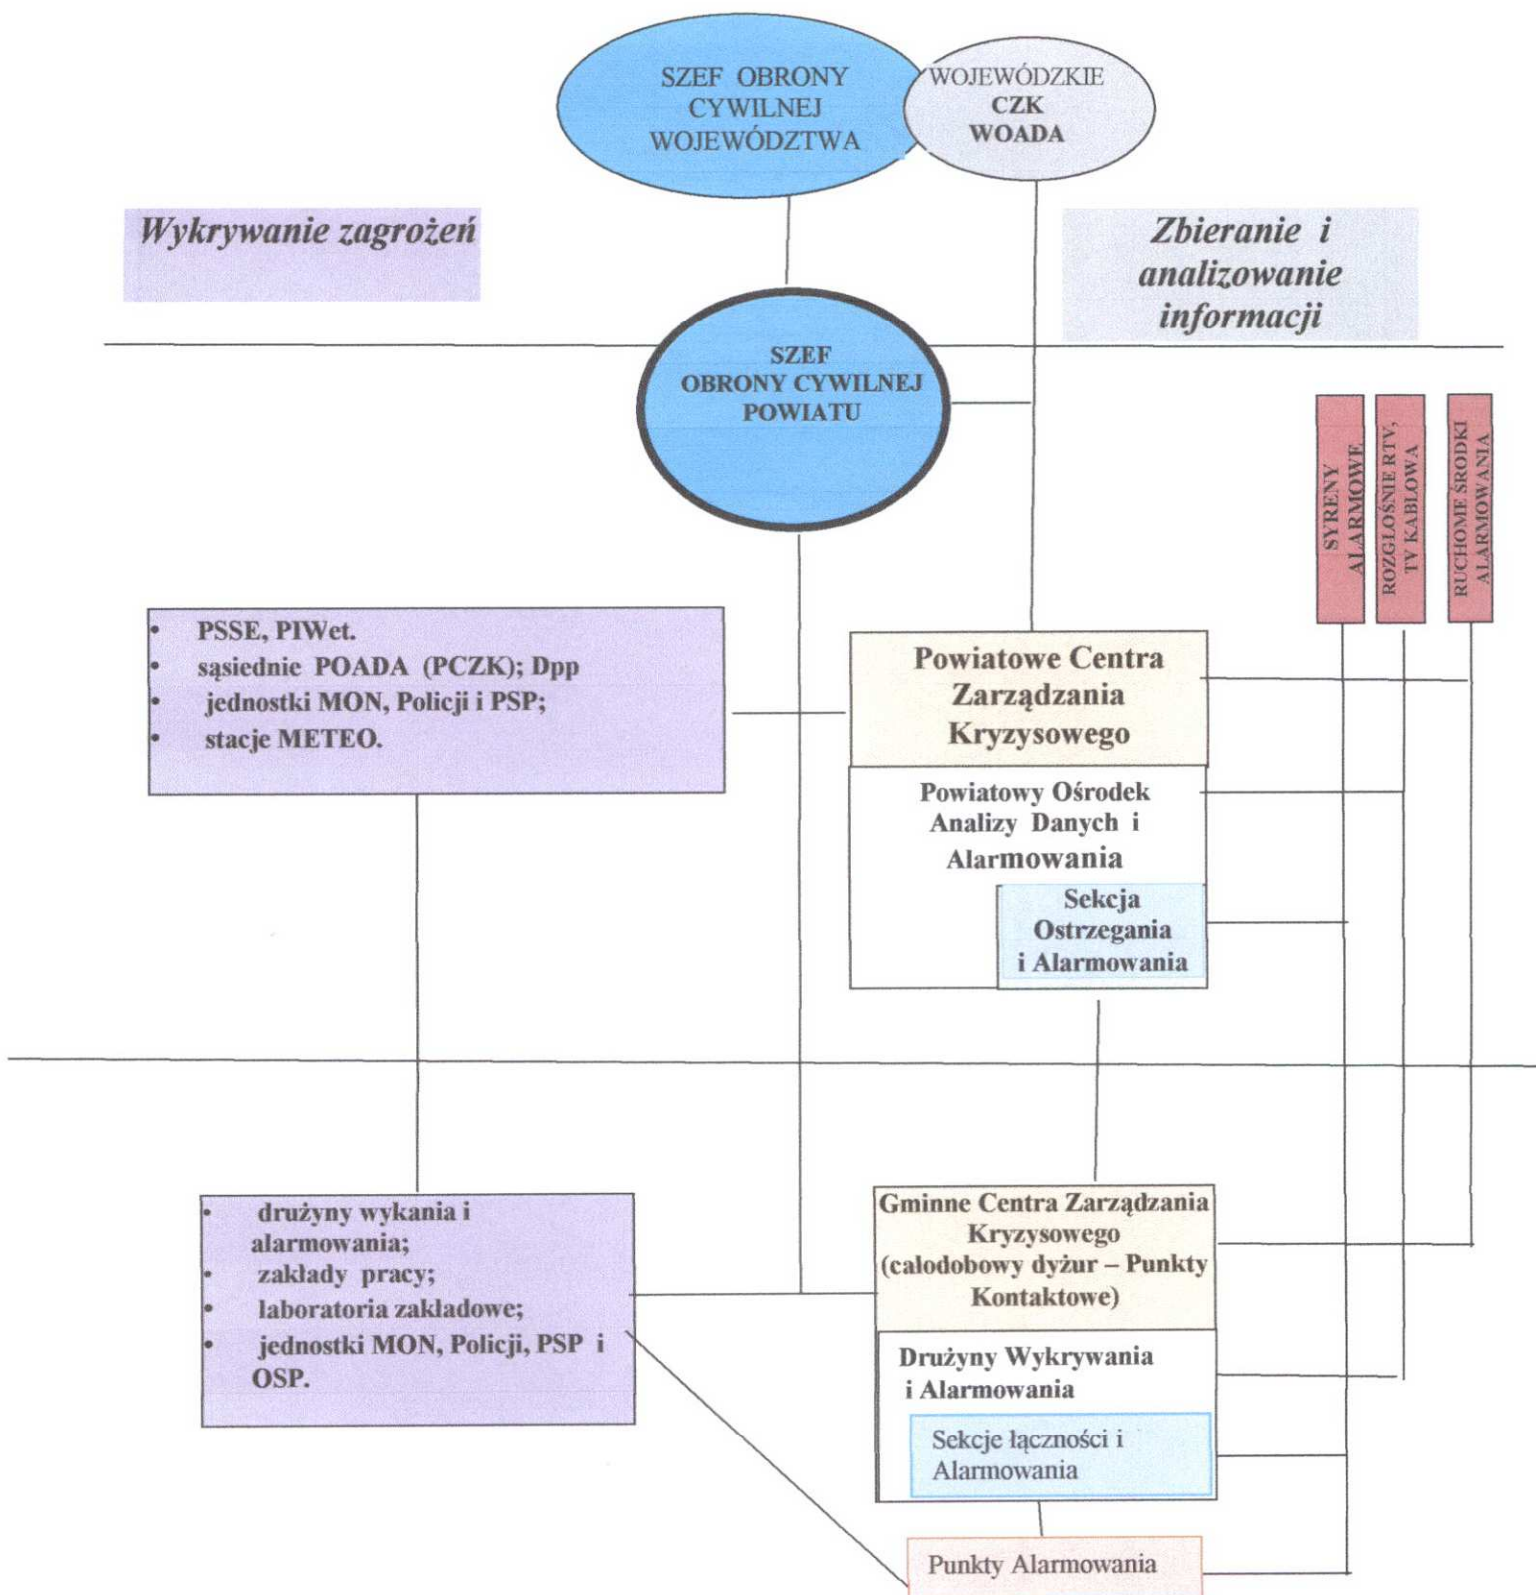 SZEF OBRONY
CYWILNEJ
WOJEWÓDZTWA
WOJEWÓDZKIE
CZK
WOADA
Wykrywanie zagrożeń
Zbieranie i
analizowanie
informacji
SZEF
OBRONY CYWILNEJ
POWIATU
SYRENY
ALARMOWE
ROZGŁOŚNIE RTV,
TV KABLOWA
RUCHOME ŚRODKI
ALARMOWANIA
• PSSE, PIWet.
• sąsiednie POADA (PCZK); Dpp
• jednostki MON, Policji i PSP;
• stacje METEO.
Powiatowe Centra
Zarządzania
Kryzysowego
Powiatowy Ośrodek
Analizy Danych i
Alarmowania
Sekcja
Ostrzegania
i Alarmowania
• drużyny wykania i
alarmowania;
• zakłady pracy;
• laboratoria zakładowe;
• jednostki MON, Policji, PSP i
OSP.
Gminne Centra Zarządzania
Kryzysowego
(całodobowy dyżur – Punkty
Kontaktowe)
Drużyny Wykrywania
i Alarmowania
Sekcje łączności i
Alarmowania
Punkty Alarmowania